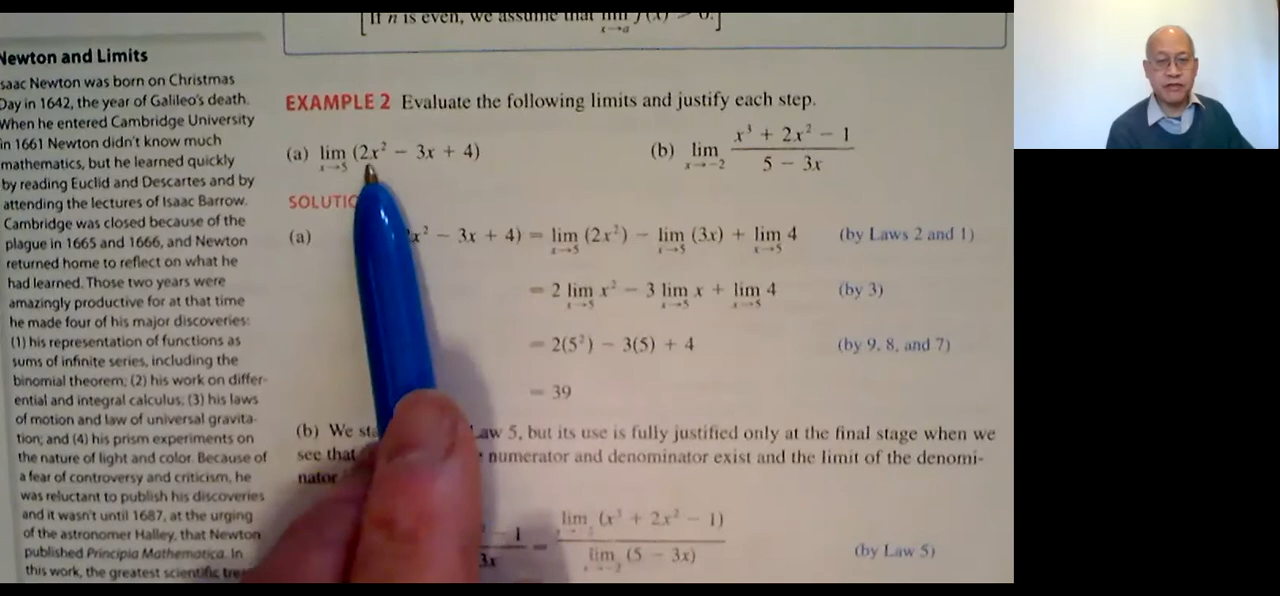 [If n is even, we assume that lim f(x) > 0.]
x→a
Newton and Limits
saac Newton was born on Christmas
Day in 1642, the year of Galileo's death.
When he entered Cambridge University
in 1661 Newton didn't know much
mathematics, but he learned quickly
by reading Euclid and Descartes and by
attending the lectures of Isaac Barrow.
Cambridge was closed because of the
plague in 1665 and 1666, and Newton
returned home to reflect on what he
had learned. Those two years were
amazingly productive for at that time
he made four of his major discoveries:
(1) his representation of functions as
sums of infinite series, including the
binomial theorem; (2) his work on differ-
ential and integral calculus; (3) his laws
of motion and law of universal gravita-
tion; and (4) his prism experiments on
the nature of light and color. Because of
a fear of controversy and criticism, he
was reluctant to publish his discoveries
and it wasn't until 1687, at the urging
of the astronomer Halley, that Newton
published Principia Mathematica. In
this work, the greatest scientific
EXAMPLE 2 Evaluate the following limits and justify each step.
(a) lim x→5 (2x² − 3x + 4)
(b) lim x→−2 (x³ + 2x² − 1)/(5 − 3x)
SOLUTIO
(a) x² − 3x + 4) = lim x→5 (2x²) − lim x→5 (3x) + lim x→5 4 (by Laws 2 and 1)
= 2 lim x→5 x² − 3 lim x→5 x + lim x→5 4 (by 3)
= 2(5²) − 3(5) + 4 (by 9, 8, and 7)
= 39
(b) We aw 5, but its use is fully justified only at the final stage when we
see that numerator and denominator exist and the limit of the denomi-
nator
− 1 / 3x = lim x→−2 (x³ + 2x² − 1) / lim x→−2 (5 − 3x) (by Law 5)